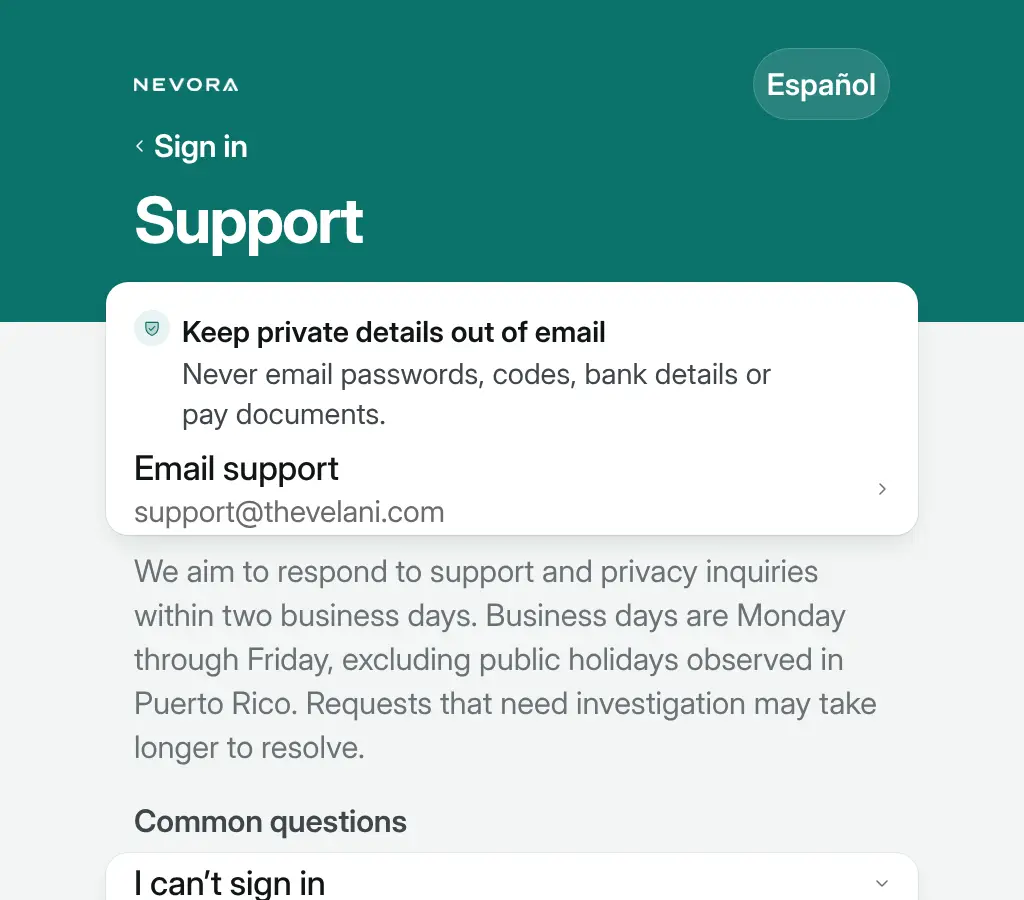 NEVORA
Español
Sign in
Support
Keep private details out of email
Never email passwords, codes, bank details or
pay documents.
Email support
support@thevelani.com
We aim to respond to support and privacy inquiries
within two business days. Business days are Monday
through Friday, excluding public holidays observed in
Puerto Rico. Requests that need investigation may take
longer to resolve.
Common questions
I can’t sign in